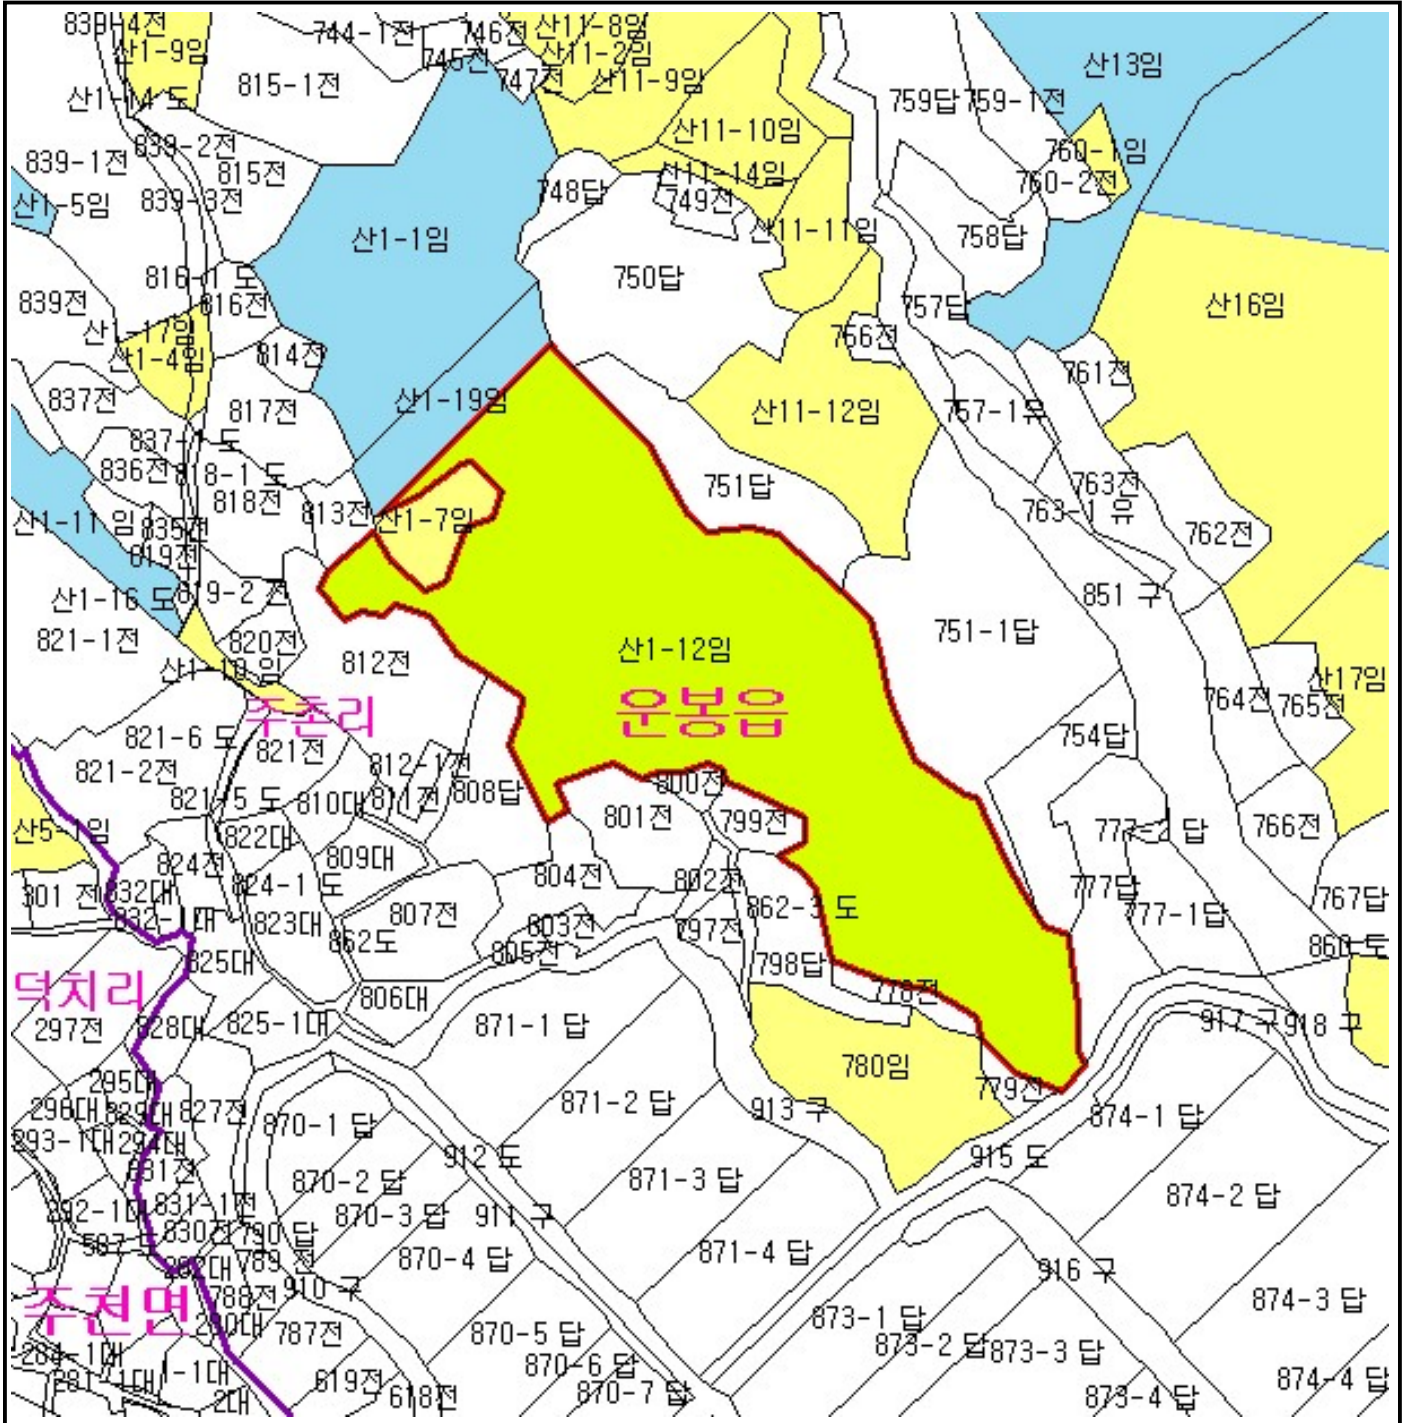 산1-9임
744-1전
746전
산11-8임
745전
산11-2임
747전
산11-9임
산13임
815-1전
산1-14 도
759답
759-1전
산11-10임
839-2전
839-1전
815전
산11-14임
760-1임
760-2전
산1-5임
839-3전
748답
749전
산1-1임
산11-11임
758답
816-1 도
750답
839전
816전
757답
산16임
산1-17임
756전
산1-4임
814전
761전
837전
817전
산1-19임
산11-12임
757-1유
837-1 도
836전
818-1 도
818전
751답
763전
813전
산1-7임
763-1 유
762전
산1-11 임
835전
819전
산1-16 도
819-2 전
851 구
821-1전
820전
751-1답
산1-10 임
812전
산1-12임
산17임
764전
765전
주촌리
운봉읍
821-6 도
821전
754답
821-2전
812-1전
821-5 도
810대
811전
808답
800전
801전
799전
산5-1임
822대
777-2 답
766전
824전
809대
301 전
832대
824-1 도
804전
802전
777답
767답
823대
807전
803전
797전
862-3 도
777-1답
862도
805전
860 도
825대
798답
덕치리
806대
778전
297전
828대
825-1대
871-1 답
917 구
918 구
780임
295대
779전
829대
827전
871-2 답
913 구
874-1 답
293-1대
294대
870-1 답
912 도
915 도
831전
870-2 답
871-3 답
874-2 답
292-1대
831-1전
830전
790 답
870-3 답
911 구
789 전
870-4 답
871-4 답
916 구
주천면
788전
910 구
874-3 답
787전
870-5 답
873-1 답
873-2 답
873-3 답
284-1대
870-6 답
281-1대
619전
618전
870-7 답
873-4 답
874-4 답